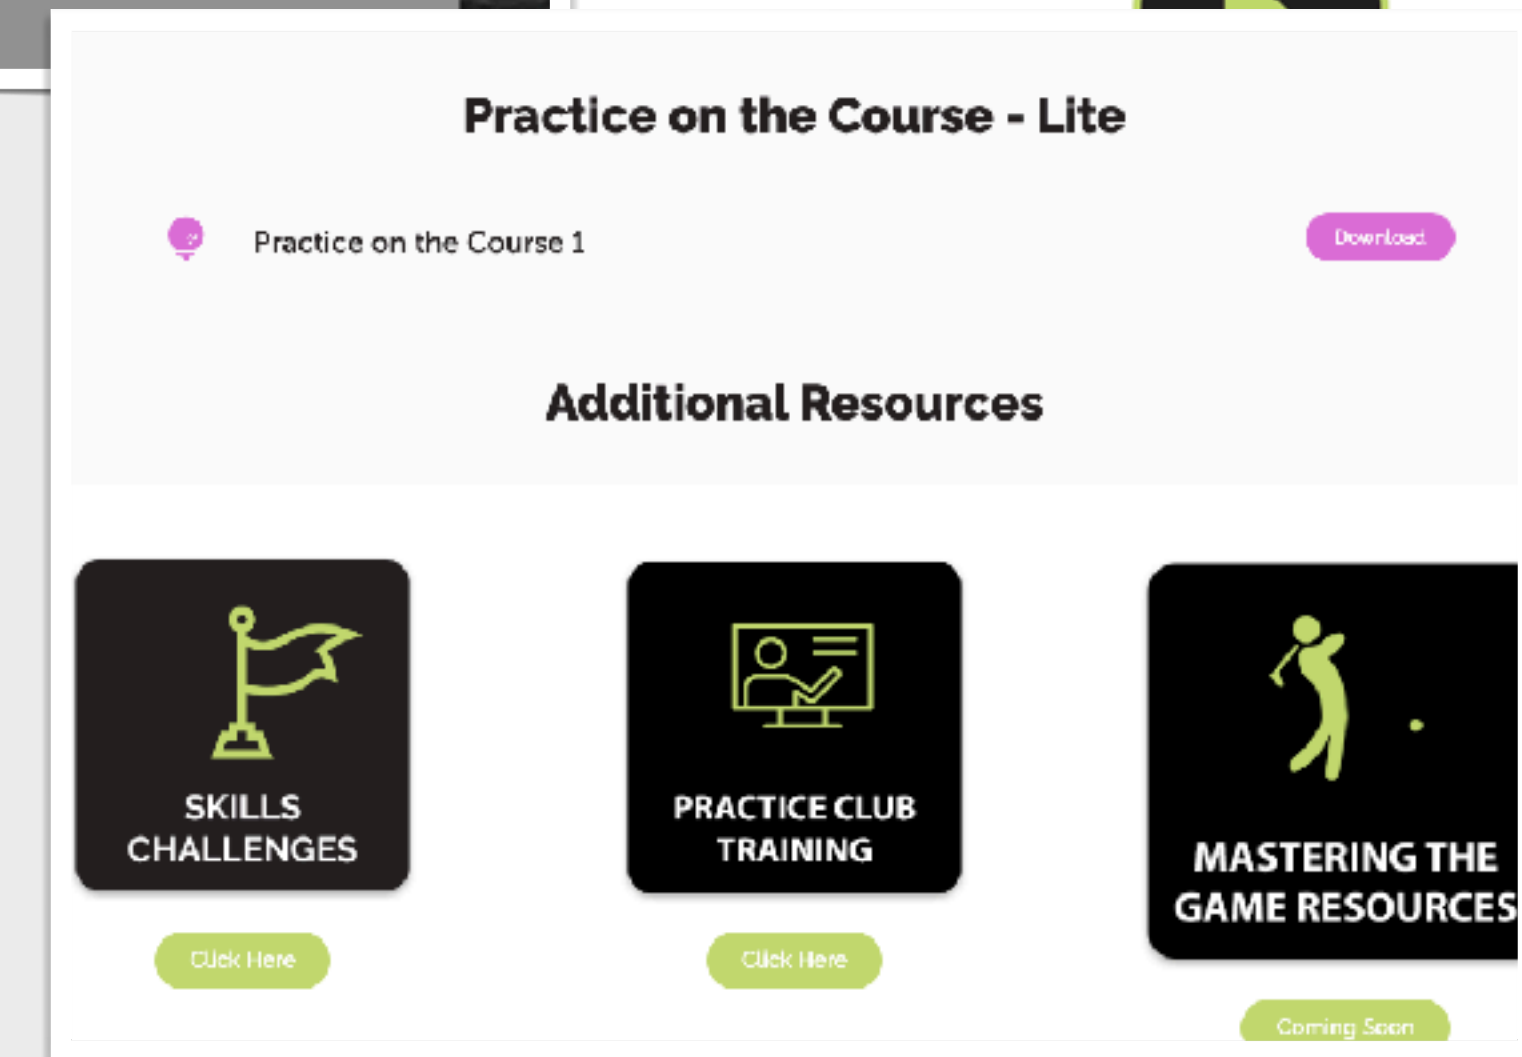 Practice on the Course - Lite
Practice on the Course 1
Download
Additional Resources
SKILLS
CHALLENGES
Click Here
PRACTICE CLUB
TRAINING
Click Here
MASTERING THE
GAME RESOURCES
Coming Soon